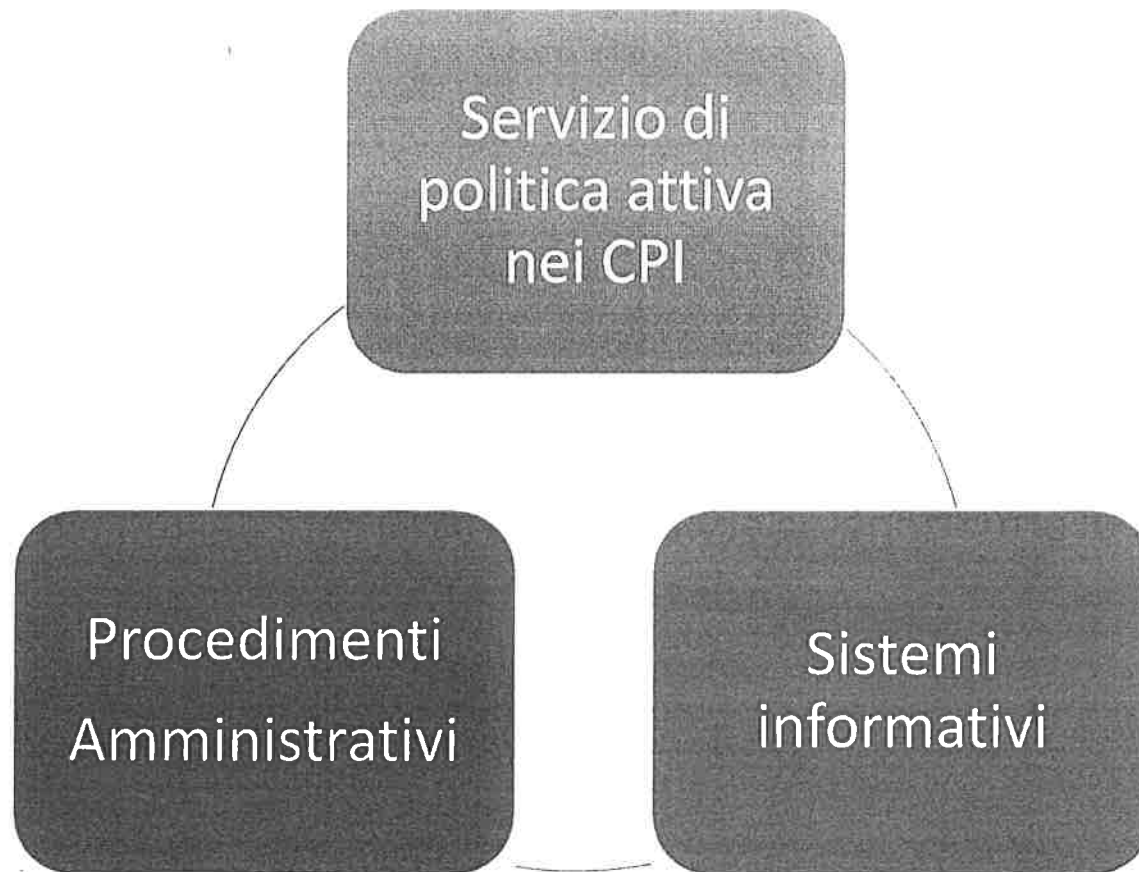 Servizio di
politica attiva
nei CPI
Procedimenti
Amministrativi
Sistemi
informativi